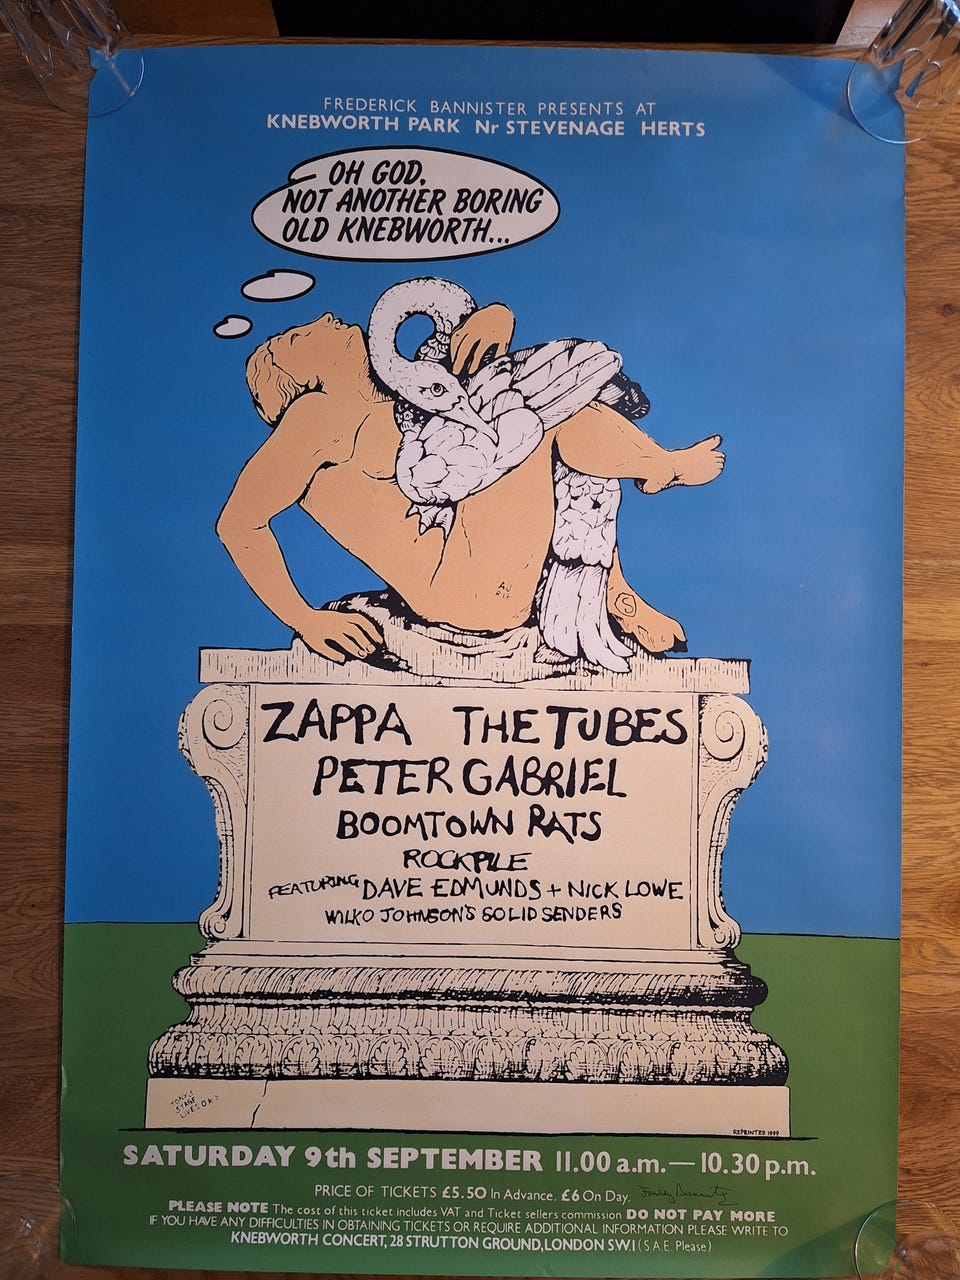 FREDERICK BANNISTER PRESENTS AT
KNEBWORTH PARK Nr STEVENAGE HERTS
OH GOD,
NOT ANOTHER BORING
OLD KNEBWORTH...
ZAPPA THE TUBES
PETER GABRIEL
BOOMTOWN RATS
ROCKPILE
FEATURING DAVE EDMUNDS + NICK LOWE
WILKO JOHNSON'S SOLID SENDERS
STAGE
LIVES O.K?
REPRINTED 1999
SATURDAY 9th SEPTEMBER 11.00 a.m.—10.30 p.m.
PRICE OF TICKETS £5.50 In Advance. £6 On Day.
PLEASE NOTE The cost of this ticket includes VAT and Ticket sellers commission DO NOT PAY MORE
IF YOU HAVE ANY DIFFICULTIES IN OBTAINING TICKETS OR REQUIRE ADDITIONAL INFORMATION PLEASE WRITE TO
KNEBWORTH CONCERT, 28 STRUTTON GROUND, LONDON SW.1 (S.A.E. Please)